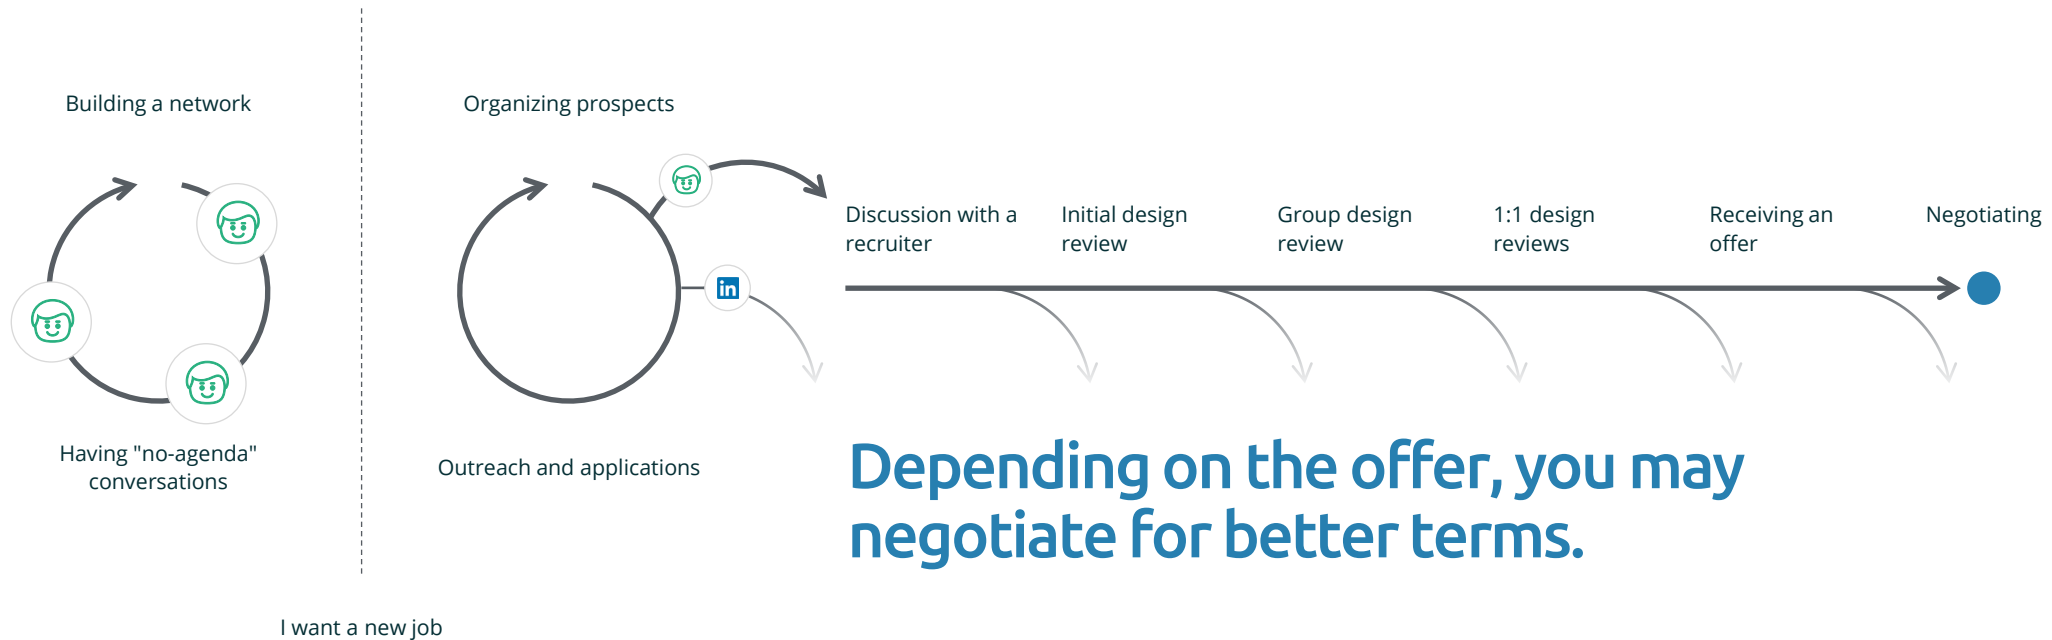 Building a network
Having "no-agenda"
conversations
I want a new job
Organizing prospects
Outreach and applications
in
Discussion with a
recruiter
Initial design
review
Group design
review
1:1 design
reviews
Receiving an
offer
Negotiating
Depending on the offer, you may
negotiate for better terms.